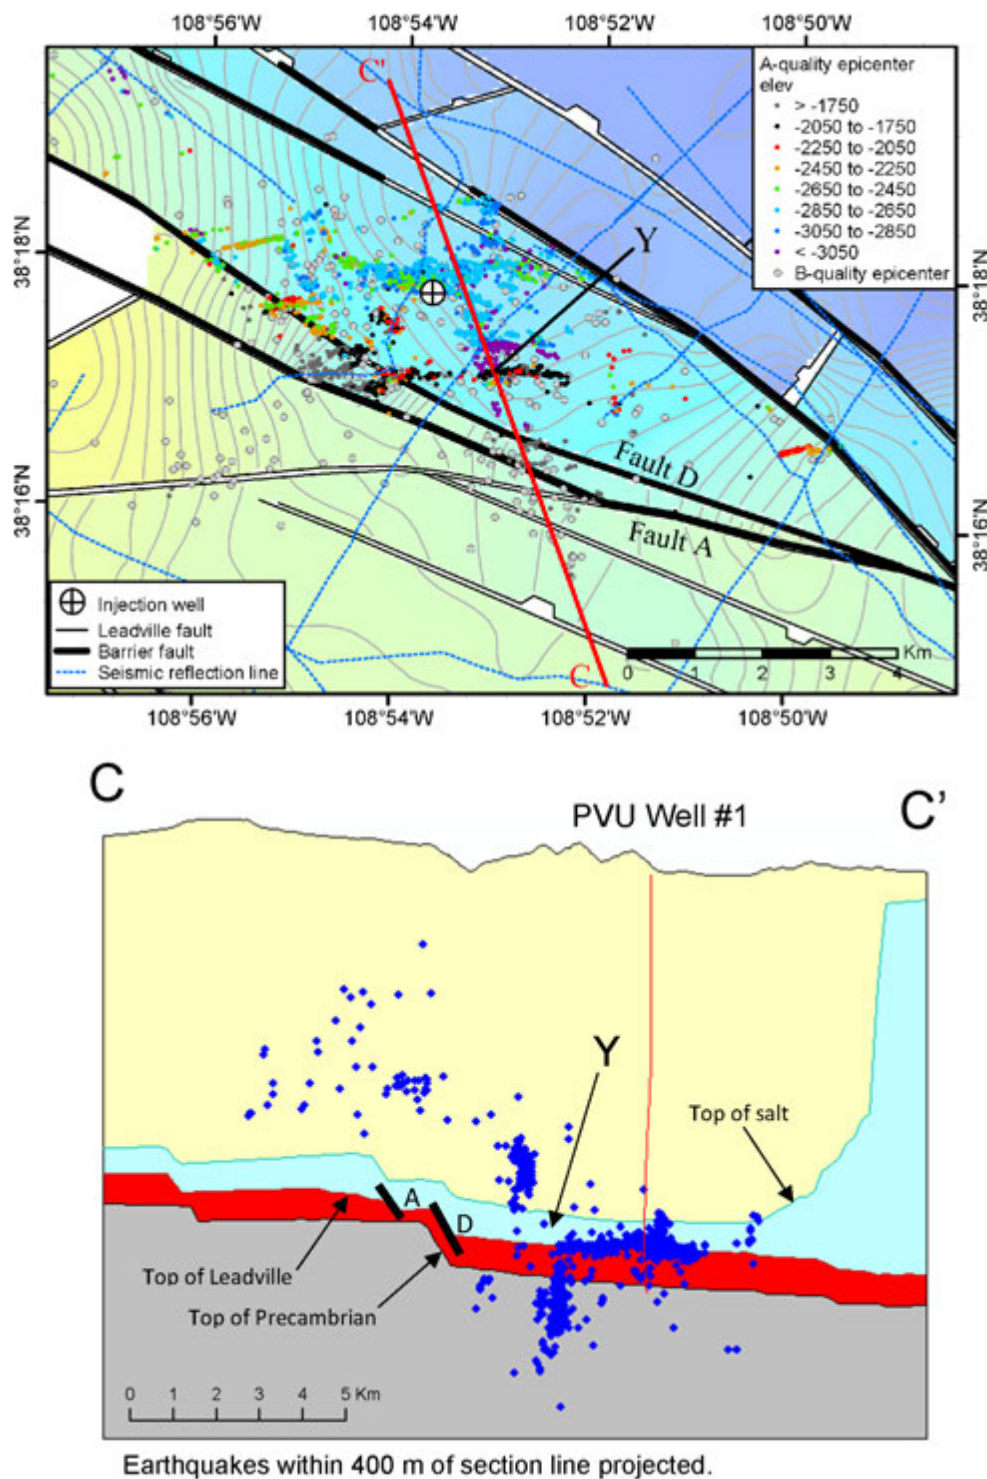 108°56'W 108°54'W 108°52'W 108°50'W
C"
A-quality epicenter
elev
> -1750
-2050 to -1750
-2250 to -2050
-2450 to -2250
-2650 to -2450
-2850 to -2650
-3050 to -2850
< -3050
B-quality epicenter
38°18'N
Y
38°18'N
38°16'N
Fault D
38°16'N
Fault A
Injection well
Leadville fault
Barrier fault
Seismic reflection line
Km
0 1 2 3 4
C
108°56'W 108°54'W 108°52'W 108°50'W
C
PVU Well #1
C'
Y
Top of salt
A
D
Top of Leadville
Top of Precambrian
0 1 2 3 4 5 Km
Earthquakes within 400 m of section line projected.